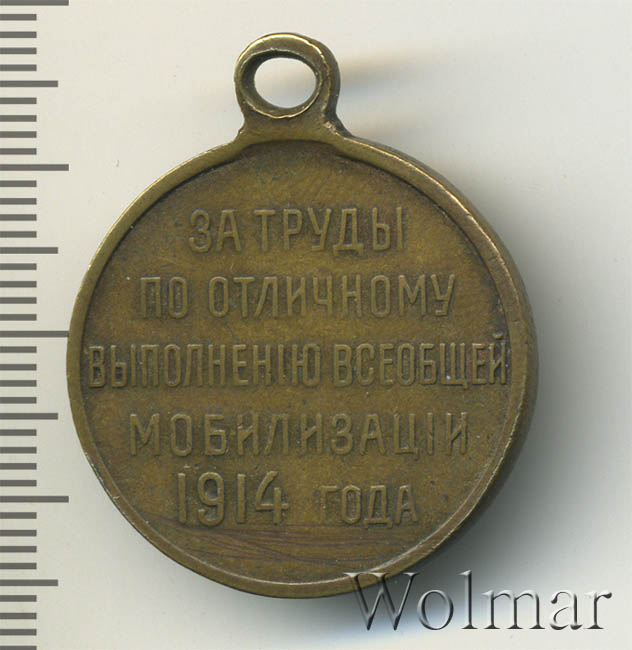 ЗА ТРУДЫ
ПО ОТЛИЧНОМУ
ВЫПОЛНЕНІЮ ВСЕОБЩЕЙ
МОБИЛИЗАЦІИ
1914 ГОДА
Wolmar